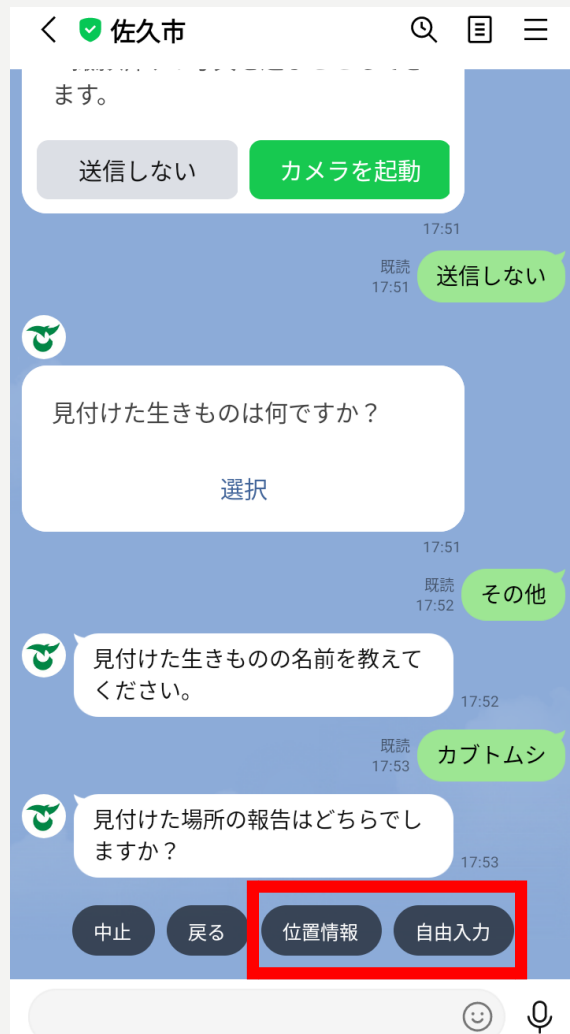 佐久市
ます。
送信しない
カメラを起動
17:51
既読
17:51
送信しない
見付けた生きものは何ですか？
選択
17:51
既読
17:52
その他
見付けた生きものの名前を教えて
ください。
17:52
既読
17:53
カブトムシ
見付けた場所の報告はどちらでし
ますか？
17:53
中止
戻る
位置情報
自由入力